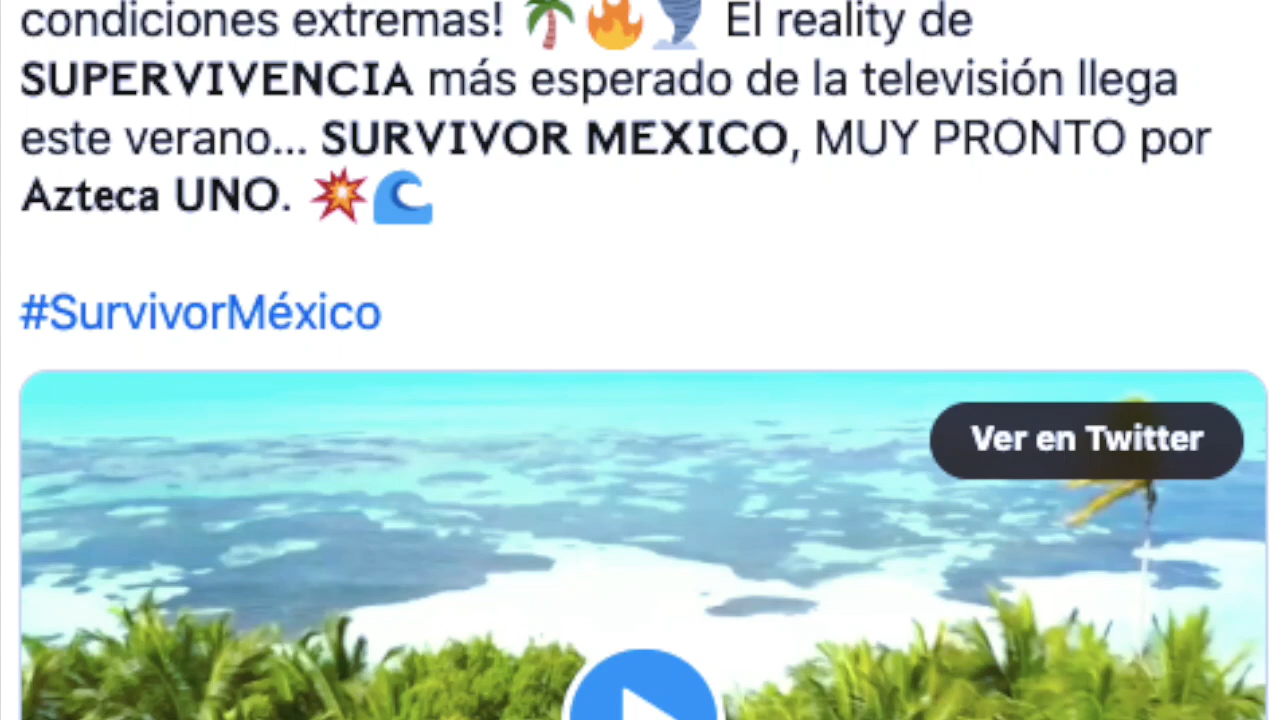 condiciones extremas! 🌴🔥🌪️ El reality de
SUPERVIVENCIA más esperado de la televisión llega
este verano... SURVIVOR MEXICO, MUY PRONTO por
Azteca UNO. 💥🌊
#SurvivorMéxico
Ver en Twitter